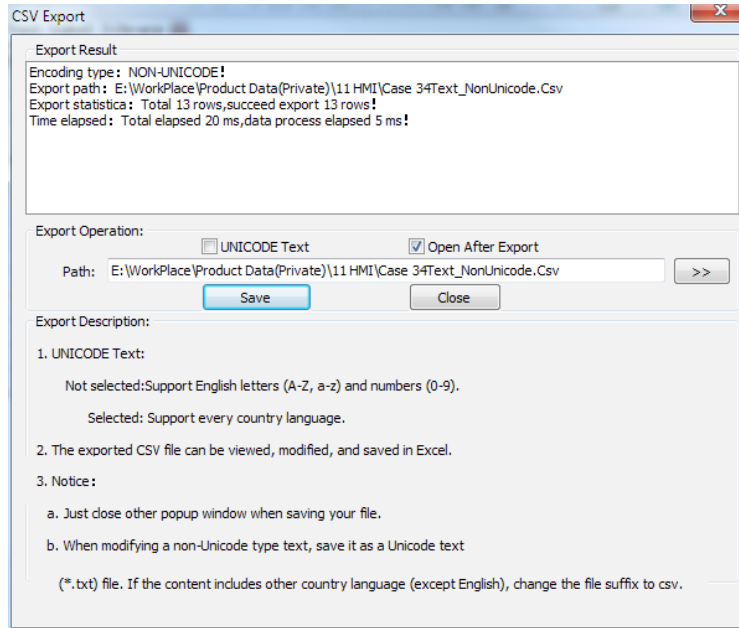 CSV Export
Export Result
Encoding type: NON-UNICODE!
Export path: E:\WorkPlace\Product Data(Private)\11 HMI\Case 34Text_NonUnicode.Csv
Export statistica: Total 13 rows,succeed export 13 rows!
Time elapsed: Total elapsed 20 ms,data process elapsed 5 ms!
Export Operation:
UNICODE Text Open After Export
Path: E:\WorkPlace\Product Data(Private)\11 HMI\Case 34Text_NonUnicode.Csv >>
Save Close
Export Description:
1. UNICODE Text:
Not selected:Support English letters (A-Z, a-z) and numbers (0-9).
Selected: Support every country language.
2. The exported CSV file can be viewed, modified, and saved in Excel.
3. Notice:
a. Just close other popup window when saving your file.
b. When modifying a non-Unicode type text, save it as a Unicode text
(*.txt) file. If the content includes other country language (except English), change the file suffix to csv.